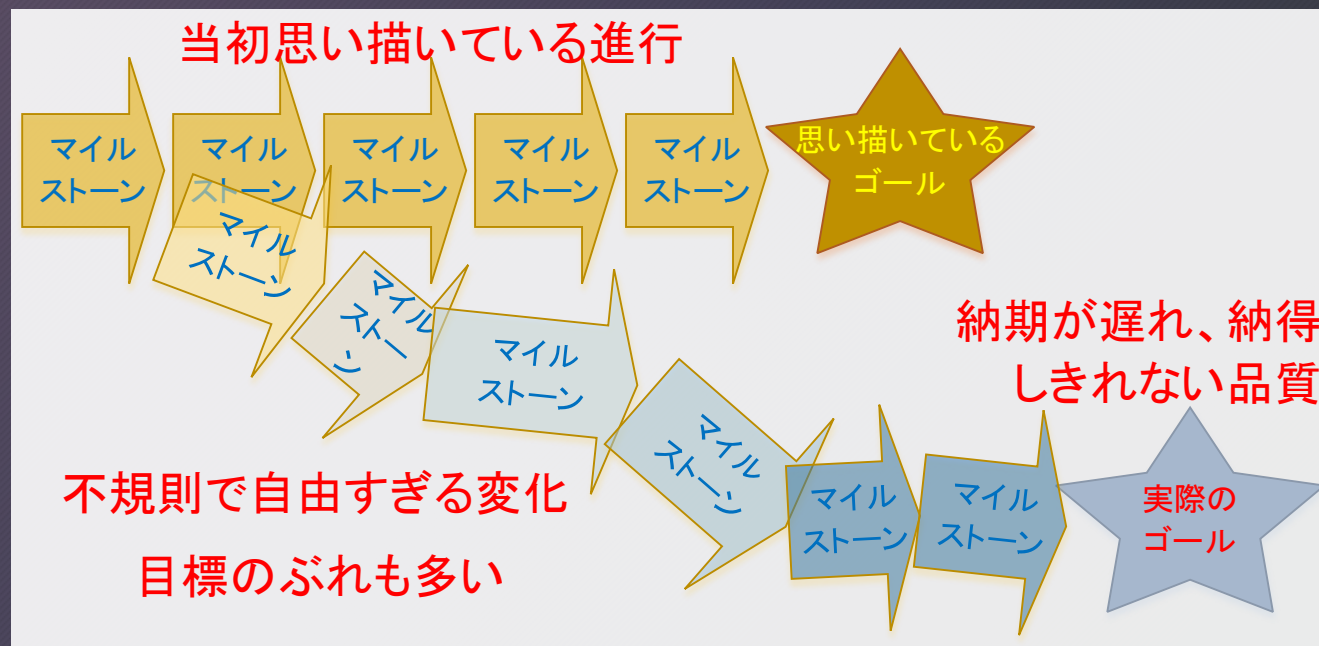 当初思い描いている進行
マイル
ストーン
マイル
ストーン
マイル
ストーン
マイル
ストーン
マイル
ストーン
思い描いている
ゴール
マイル
ストーン
マイル
ストー
ン
マイル
ストーン
マイル
ストーン
マイル
ストーン
マイル
ストーン
納期が遅れ、納得
しきれない品質
実際の
ゴール
不規則で自由すぎる変化
目標のぶれも多い